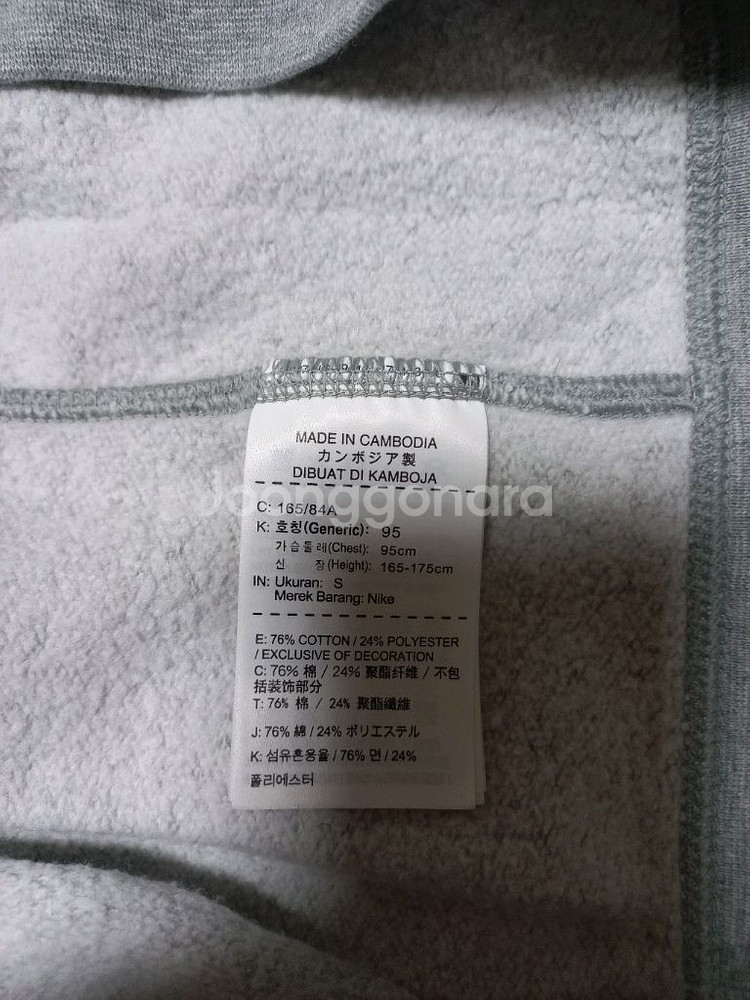 MADE IN CAMBODIA
カンボジア製
DIBUAT DI KAMBOJA
Joonggonara
C: 165/84A
K: 호칭(Generic): 95
가슴둘레(Chest): 95cm
신 장(Height): 165-175cm
IN: Ukuran: S
Merek Barang: Nike
E: 76% COTTON / 24% POLYESTER
/ EXCLUSIVE OF DECORATION
C: 76% 棉 / 24% 聚酯纤维 / 不包
括装饰部分
T: 76% 棉 / 24% 聚酯纖維
J: 76% 綿 / 24% ポリエステル
K: 섬유혼용율 / 76% 면 / 24%
폴리에스터